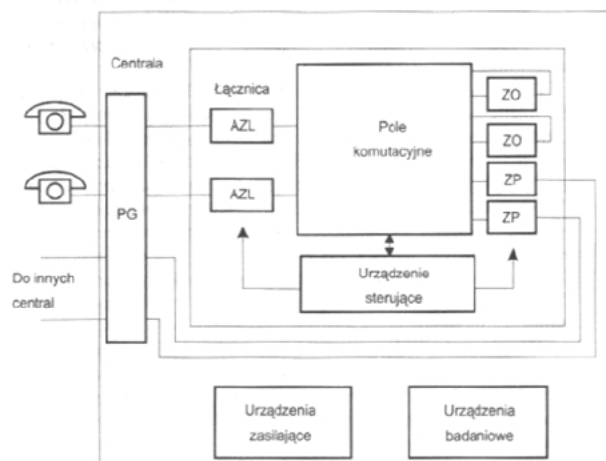 Centrala
Łącznica
AZL
AZL
PG
Pole
komutacyjne
ZO
ZO
ZP
ZP
Urządzenie
sterujące
Do innych
central
Urządzenia
zasilające
Urządzenia
badaniowe